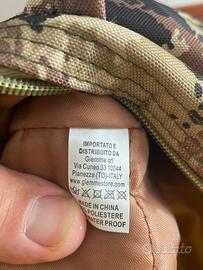 IMPORTATO E
DISTRIBUITO DA
Giemme srl
Via Cuneo 33 10044
Pianezza (TO)-ITALY
www.giemmestore.com
MADE IN CHINA
POLIESTERE
WATER PROOF
subito